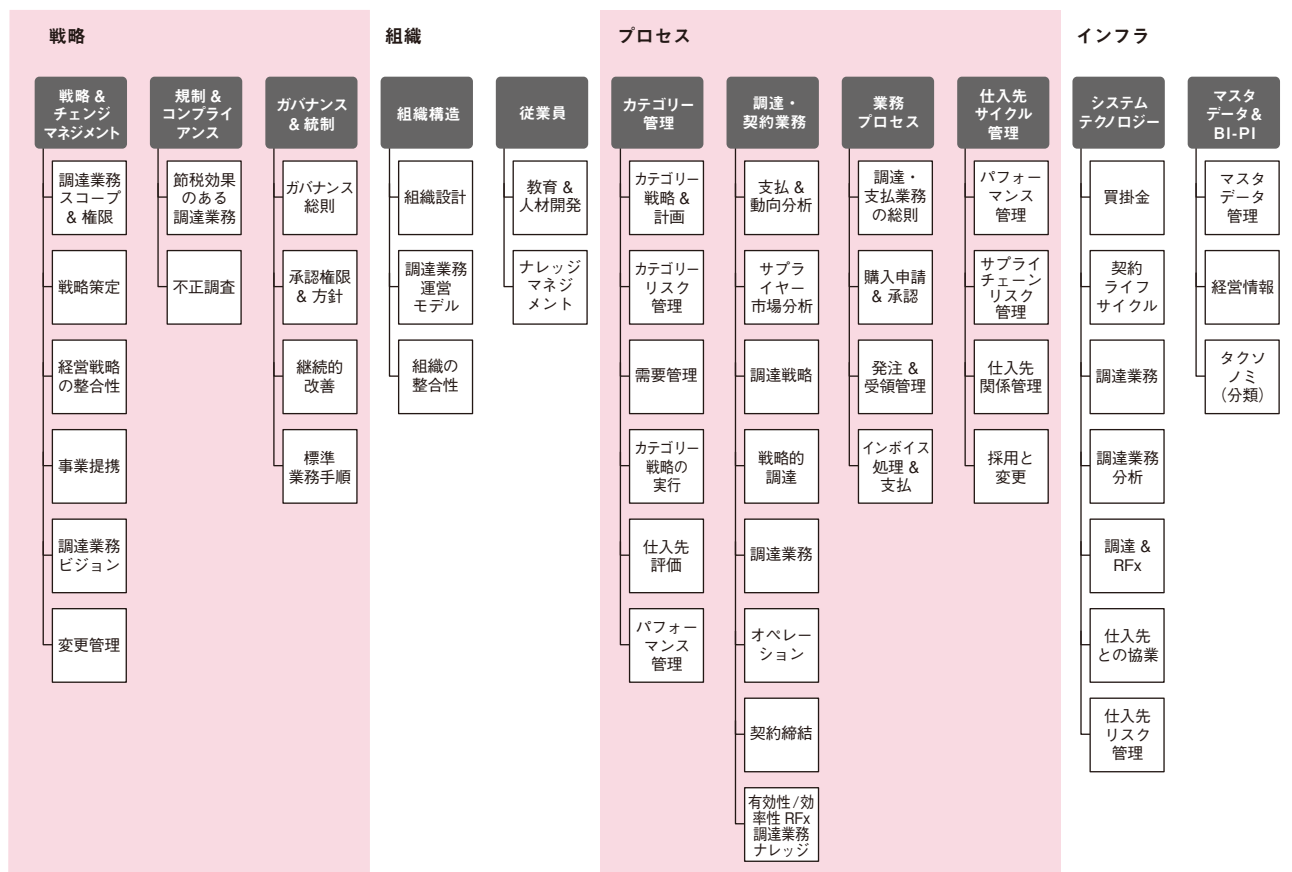 戦略
戦略 &
チェンジ
マネジメント
調達業務
スコープ
& 権限
戦略策定
経営戦略
の整合性
事業提携
調達業務
ビジョン
変更管理
規制 &
コンプライ
アンス
節税効果
のある
調達業務
不正調査
ガバナンス
& 統制
ガバナンス
総則
承認権限
& 方針
継続的
改善
標準
業務手順
組織
組織構造
組織設計
調達業務
運営
モデル
組織の
整合性
従業員
教育 &
人材開発
ナレッジ
マネジ
メント
プロセス
カテゴリー
管理
カテゴリー
戦略 &
計画
カテゴリー
リスク
管理
需要管理
カテゴリー
戦略の
実行
仕入先
評価
パフォー
マンス
管理
調達・
契約業務
支払 &
動向分析
サプラ
イヤー
市場分析
調達戦略
戦略的
調達
調達業務
オペレー
ション
契約締結
有効性/効
率性 RFx
調達業務
ナレッジ
業務
プロセス
調達・
支払業務
の総則
購入申請
& 承認
発注 &
受領管理
インボイス
処理 &
支払
仕入先
サイクル
管理
パフォー
マンス
管理
サプライ
チェーン
リスク
管理
仕入先
関係管理
採用と
変更
インフラ
システム
テクノロジー
買掛金
契約
ライフ
サイクル
調達業務
調達業務
分析
調達 &
RFx
仕入先
との協業
仕入先
リスク
管理
マスタ
データ&
BI-PI
マスタ
データ
管理
経営情報
タクソ
ノミ
(分類)